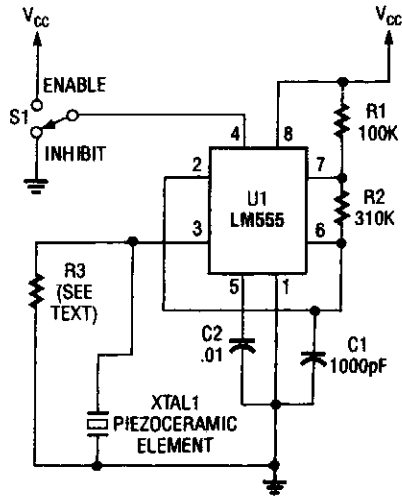 VCC
VCC
ENABLE
S1
INHIBIT
R1
100K
4
8
2
7
U1
LM555
R2
310K
3
6
R3
(SEE
TEXT)
5
1
C2
.01
C1
1000pF
XTAL1
PIEZOCERAMIC
ELEMENT